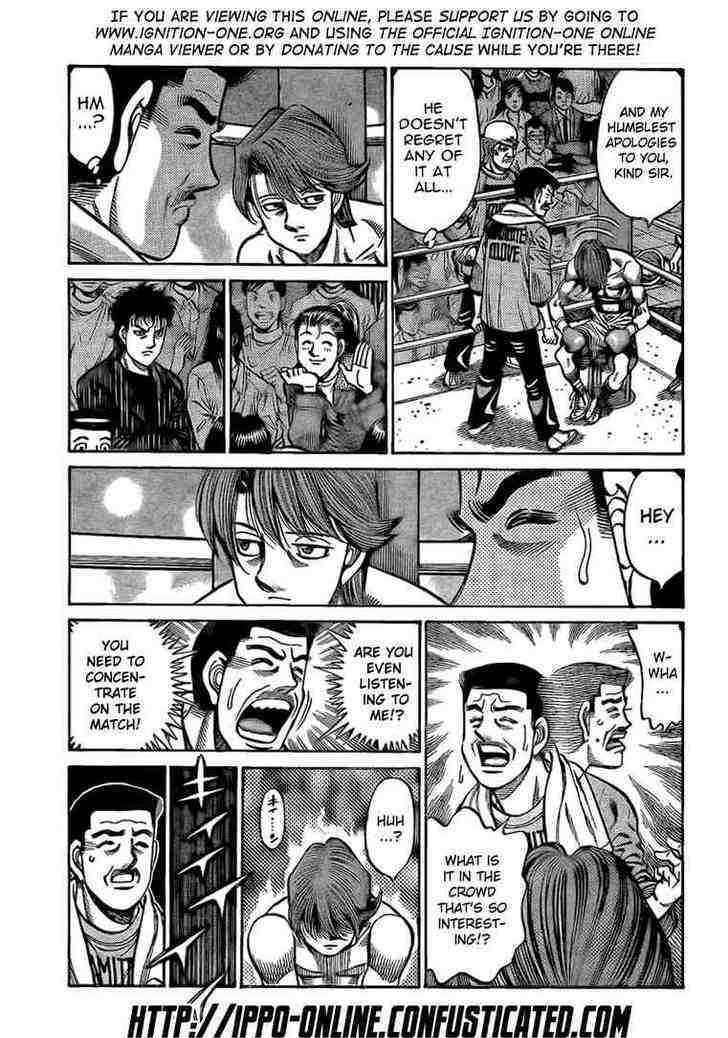 IF YOU ARE VIEWING THIS ONLINE, PLEASE SUPPORT US BY GOING TO
WWW.IGNITION-ONE.ORG AND USING THE OFFICIAL IGNITION-ONE ONLINE
MANGA VIEWER OR BY DONATING TO THE CAUSE WHILE YOU'RE THERE!
AND MY
HUMBLEST
APOLOGIES
TO YOU,
KIND SIR.
HE
DOESN'T
REGRET
ANY OF
IT AT
ALL...
HM
...?
HEY
...
W-
WHA
...
WHAT IS
IT IN THE
CROWD
THAT'S SO
INTEREST-
ING!?
ARE YOU
EVEN
LISTEN-
ING TO
ME!?
YOU
NEED TO
CONCEN-
TRATE
ON THE
MATCH!
HUH
...?
HTTP://IPPO-ONLINE.CONFUSTICATED.COM